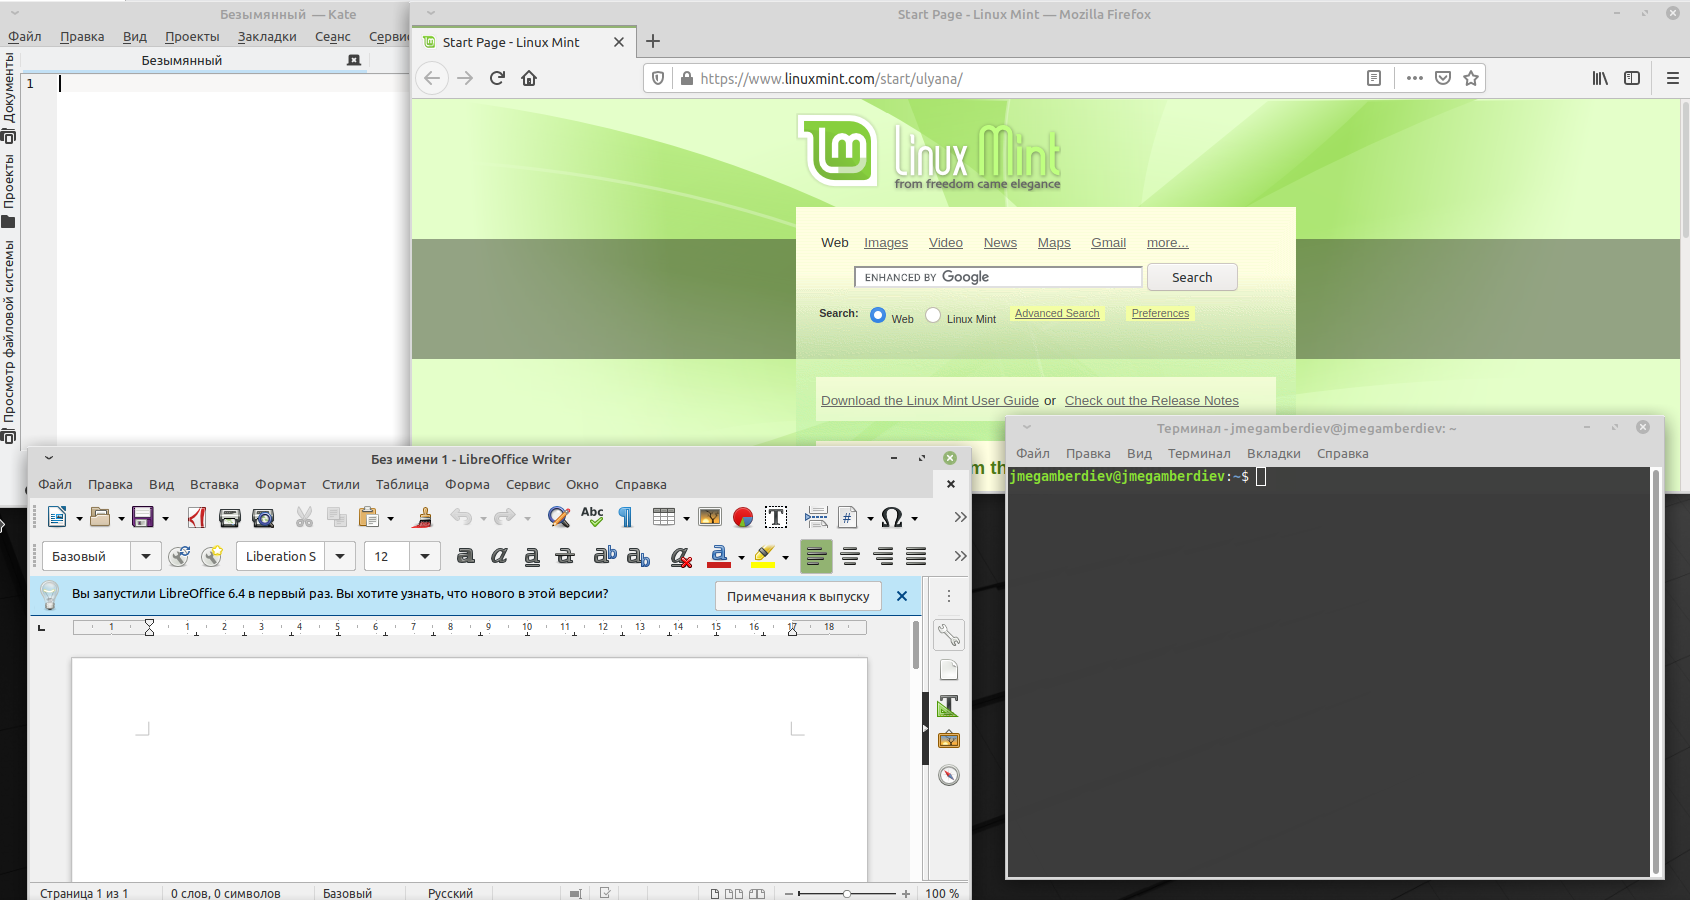 Безымянный — Kate
Файл Правка Вид Проекты Закладки Сеанс Сервис
Безымянный
1
Документы
Проекты
Просмотр файловой системы
Start Page - Linux Mint — Mozilla Firefox
Start Page - Linux Mint
https://www.linuxmint.com/start/ulyana/
Linux Mint
from freedom came elegance
Web Images Video News Maps Gmail more...
ENHANCED BY Google Search
Search: Web Linux Mint Advanced Search Preferences
Download the Linux Mint User Guide or Check out the Release Notes
Терминал - jmegamberdiev@jmegamberdiev: ~
Файл Правка Вид Терминал Вкладки Справка
jmegamberdiev@jmegamberdiev:~$
Без имени 1 - LibreOffice Writer
Файл Правка Вид Вставка Формат Стили Таблица Форма Сервис Окно Справка
Базовый Liberation S 12
Вы запустили LibreOffice 6.4 в первый раз. Вы хотите узнать, что нового в этой версии? Примечания к выпуску
1 1 2 3 4 5 6 7 8 9 10 11 12 13 14 15 16 17 18
Страница 1 из 1 0 слов, 0 символов Базовый Русский 100 %